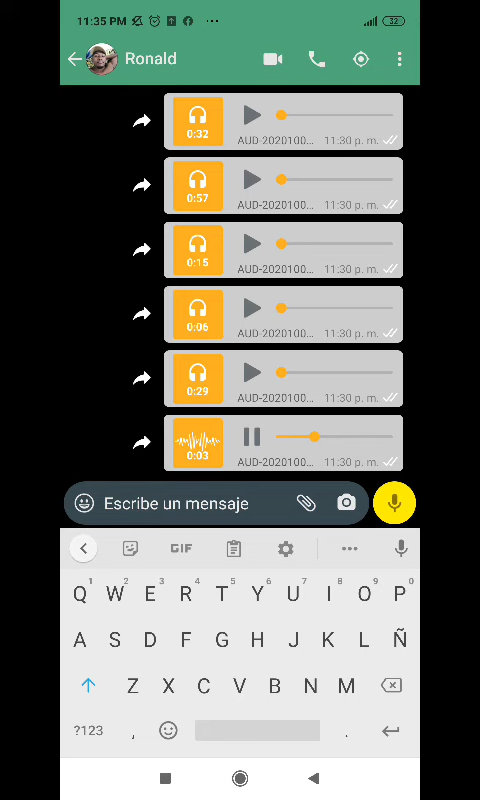 11:35 PM ... 32
Ronald
0:32
AUD-2020100... 11:30 p. m.
0:57
AUD-2020100... 11:30 p. m.
0:15
AUD-2020100... 11:30 p. m.
0:06
AUD-2020100... 11:30 p. m.
0:29
AUD-2020100... 11:30 p. m.
0:03
AUD-2020100... 11:30 p. m.
Escribe un mensaje
GIF
1 2 3 4 5 6 7 8 9 0
Q W E R T Y U I O P
A S D F G H J K L Ñ
Z X C V B N M
?123 , .